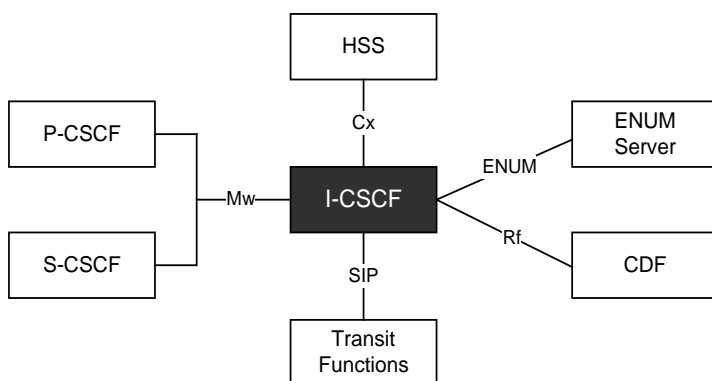 HSS
Cx
P-CSCF
ENUM
Server
ENUM
I-CSCF
Mw
Rf
S-CSCF
SIP
CDF
Transit
Functions